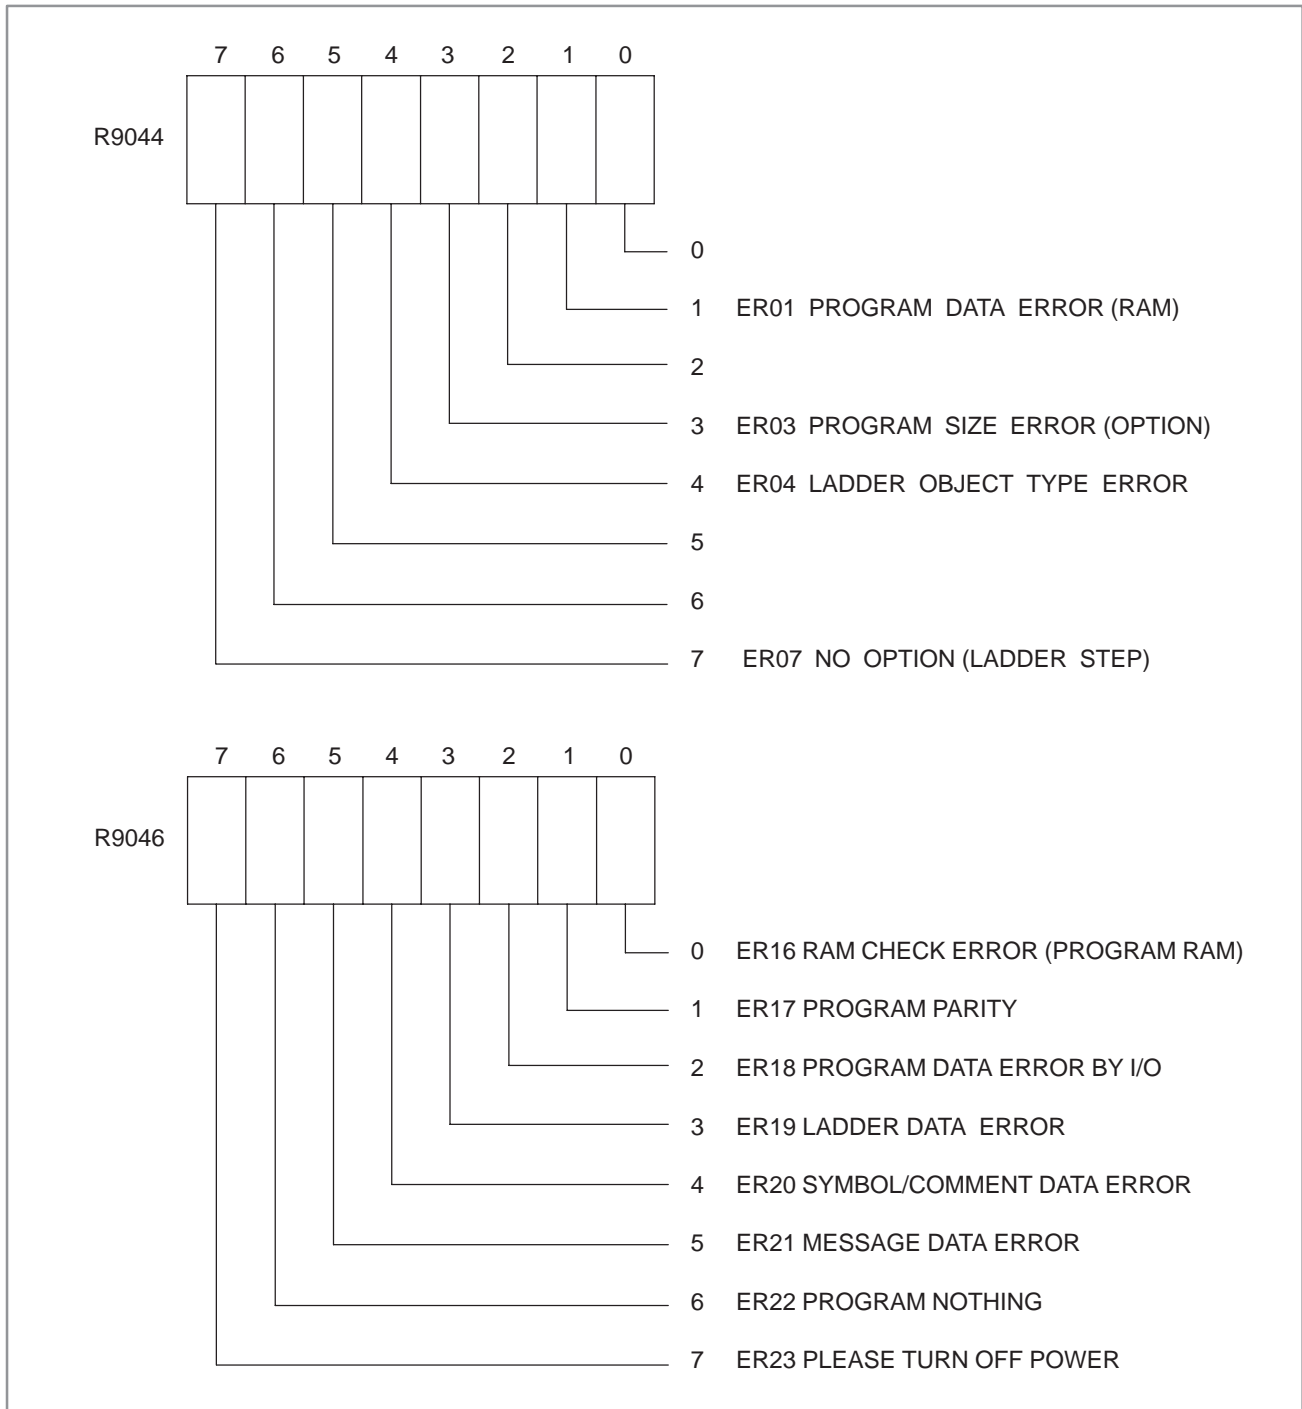 7 6 5 4 3 2 1 0
R9044
0
1 ER01 PROGRAM DATA ERROR (RAM)
2
3 ER03 PROGRAM SIZE ERROR (OPTION)
4 ER04 LADDER OBJECT TYPE ERROR
5
6
7 ER07 NO OPTION (LADDER STEP)
7 6 5 4 3 2 1 0
R9046
0 ER16 RAM CHECK ERROR (PROGRAM RAM)
1 ER17 PROGRAM PARITY
2 ER18 PROGRAM DATA ERROR BY I/O
3 ER19 LADDER DATA ERROR
4 ER20 SYMBOL/COMMENT DATA ERROR
5 ER21 MESSAGE DATA ERROR
6 ER22 PROGRAM NOTHING
7 ER23 PLEASE TURN OFF POWER